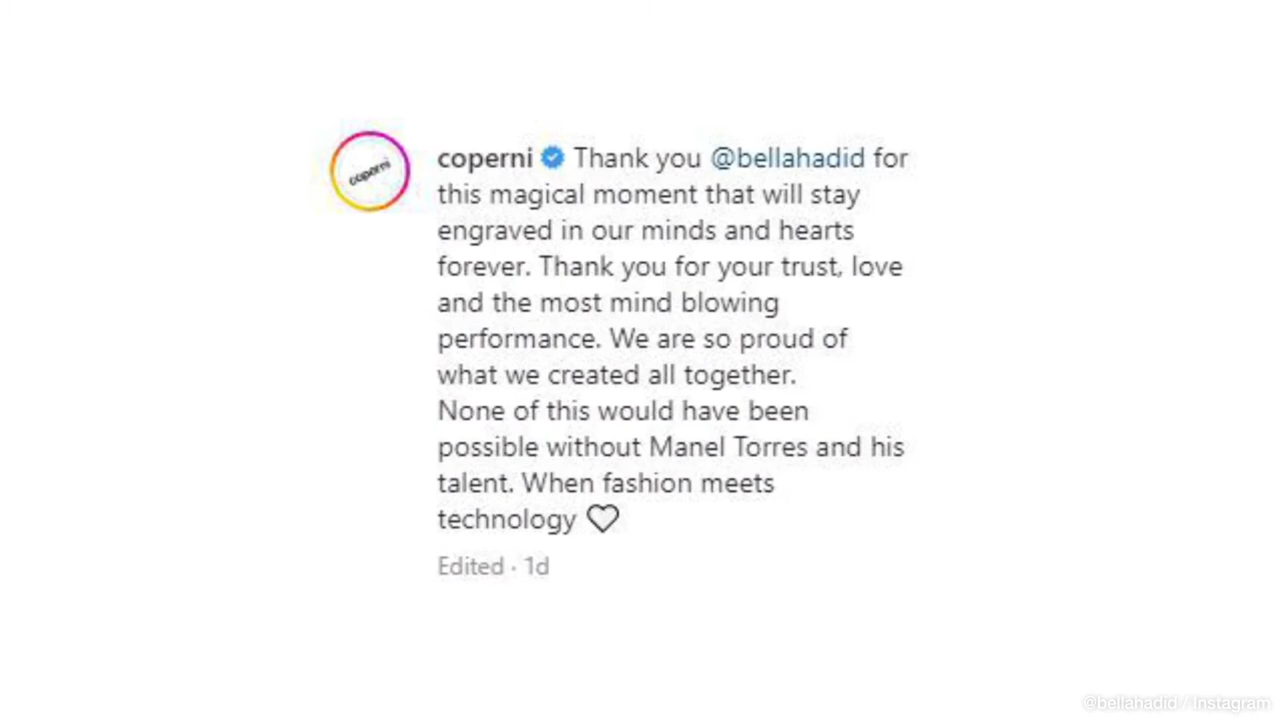 coperni
coperni Thank you @bellahadid for
this magical moment that will stay
engraved in our minds and hearts
forever. Thank you for your trust, love
and the most mind blowing
performance. We are so proud of
what we created all together.
None of this would have been
possible without Manel Torres and his
talent. When fashion meets
technology ♡
Edited · 1d
@bellahadid / Instagram